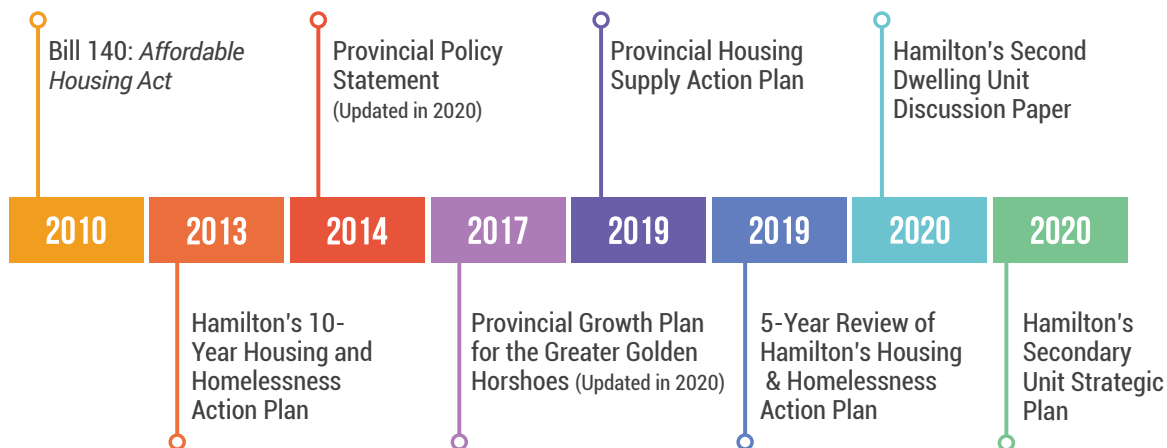 Bill 140: Affordable
Housing Act
Provincial Policy
Statement
(Updated in 2020)
Provincial Housing
Supply Action Plan
Hamilton's Second
Dwelling Unit
Discussion Paper
2010
2013
2014
2017
2019
2019
2020
2020
Hamilton's 10-
Year Housing and
Homelessness
Action Plan
Provincial Growth Plan
for the Greater Golden
Horshoes (Updated in 2020)
5-Year Review of
Hamilton's Housing
& Homelessness
Action Plan
Hamilton's
Secondary
Unit Strategic
Plan